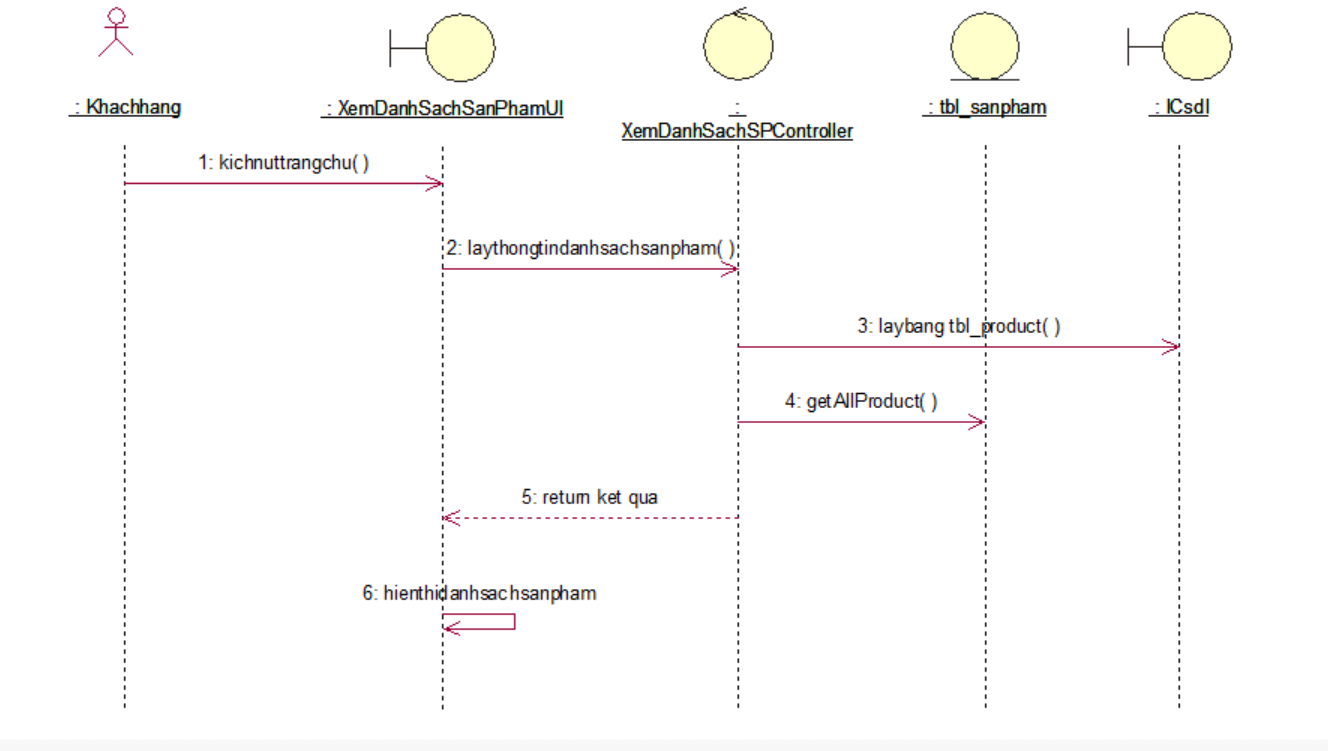 : Khachhang
: XemDanhSachSanPhamUI
:
XemDanhSachSPController
: tbl_sanpham
: ICsdl
1: kichnuttrangchu( )
2: laythongtindanhsachsanpham( )
3: laybang tbl_product( )
4: getAllProduct( )
5: return ket qua
6: hienthidanhsachsanpham